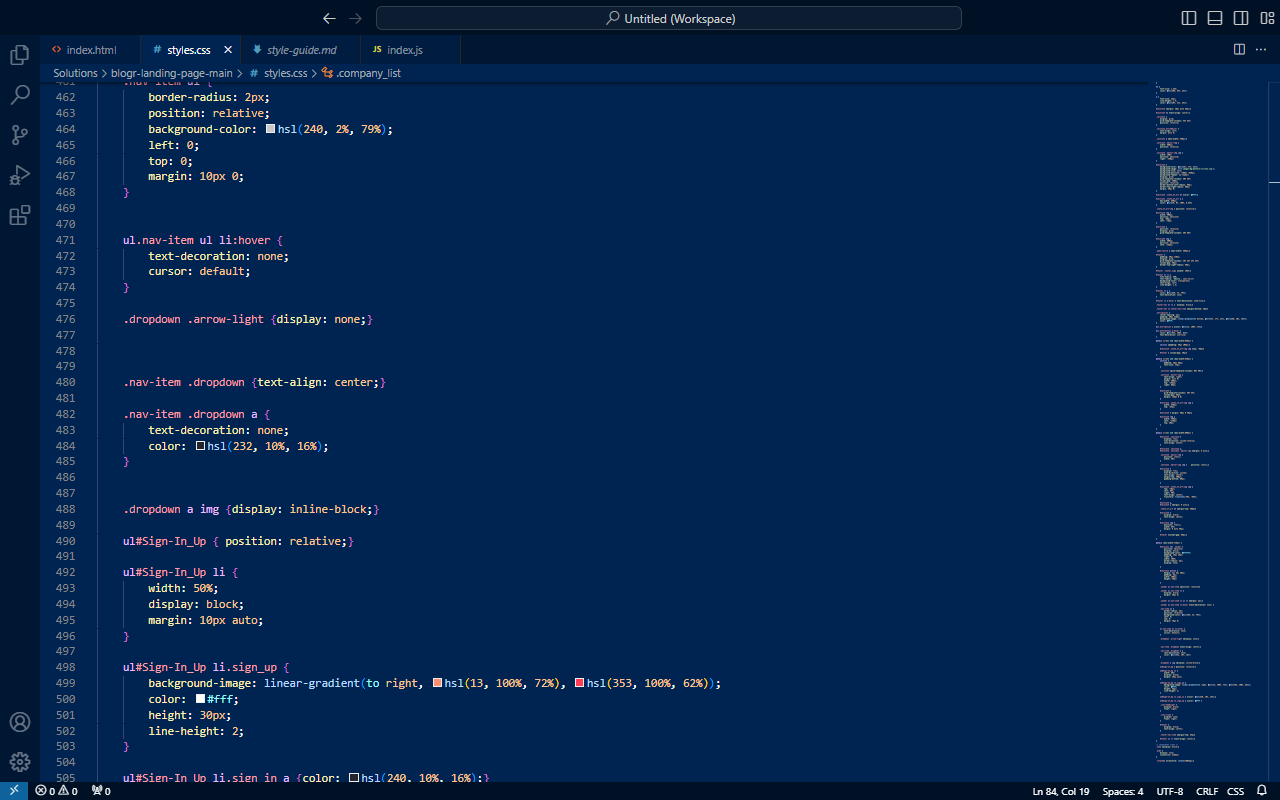 Untitled (Workspace)
index.html
styles.css
style-guide.md
JS index.js
Solutions > blogr-landing-page-main > # styles.css > .company_list
461 .nav-item ul {
462 border-radius: 2px;
463 position: relative;
464 background-color: hsl(240, 2%, 79%);
465 left: 0;
466 top: 0;
467 margin: 10px 0;
468 }
469
470
471 ul.nav-item ul li:hover {
472 text-decoration: none;
473 cursor: default;
474 }
475
476 .dropdown .arrow-light {display: none;}
477
478
479
480 .nav-item .dropdown {text-align: center;}
481
482 .nav-item .dropdown a {
483 text-decoration: none;
484 color: hsl(232, 10%, 16%);
485 }
486
487
488 .dropdown a img {display: inline-block;}
489
490 ul#Sign-In_Up { position: relative;}
491
492 ul#Sign-In_Up li {
493 width: 50%;
494 display: block;
495 margin: 10px auto;
496 }
497
498 ul#Sign-In_Up li.sign_up {
499 background-image: linear-gradient(to right, hsl(13, 100%, 72%), hsl(353, 100%, 62%));
500 color: #fff;
501 height: 30px;
502 line-height: 2;
503 }
504
505 ul#Sign-In_Up li.sign_in a {color: hsl(240, 10%, 16%);}
0 0 0
Ln 84, Col 19
Spaces: 4
UTF-8
CRLF
CSS